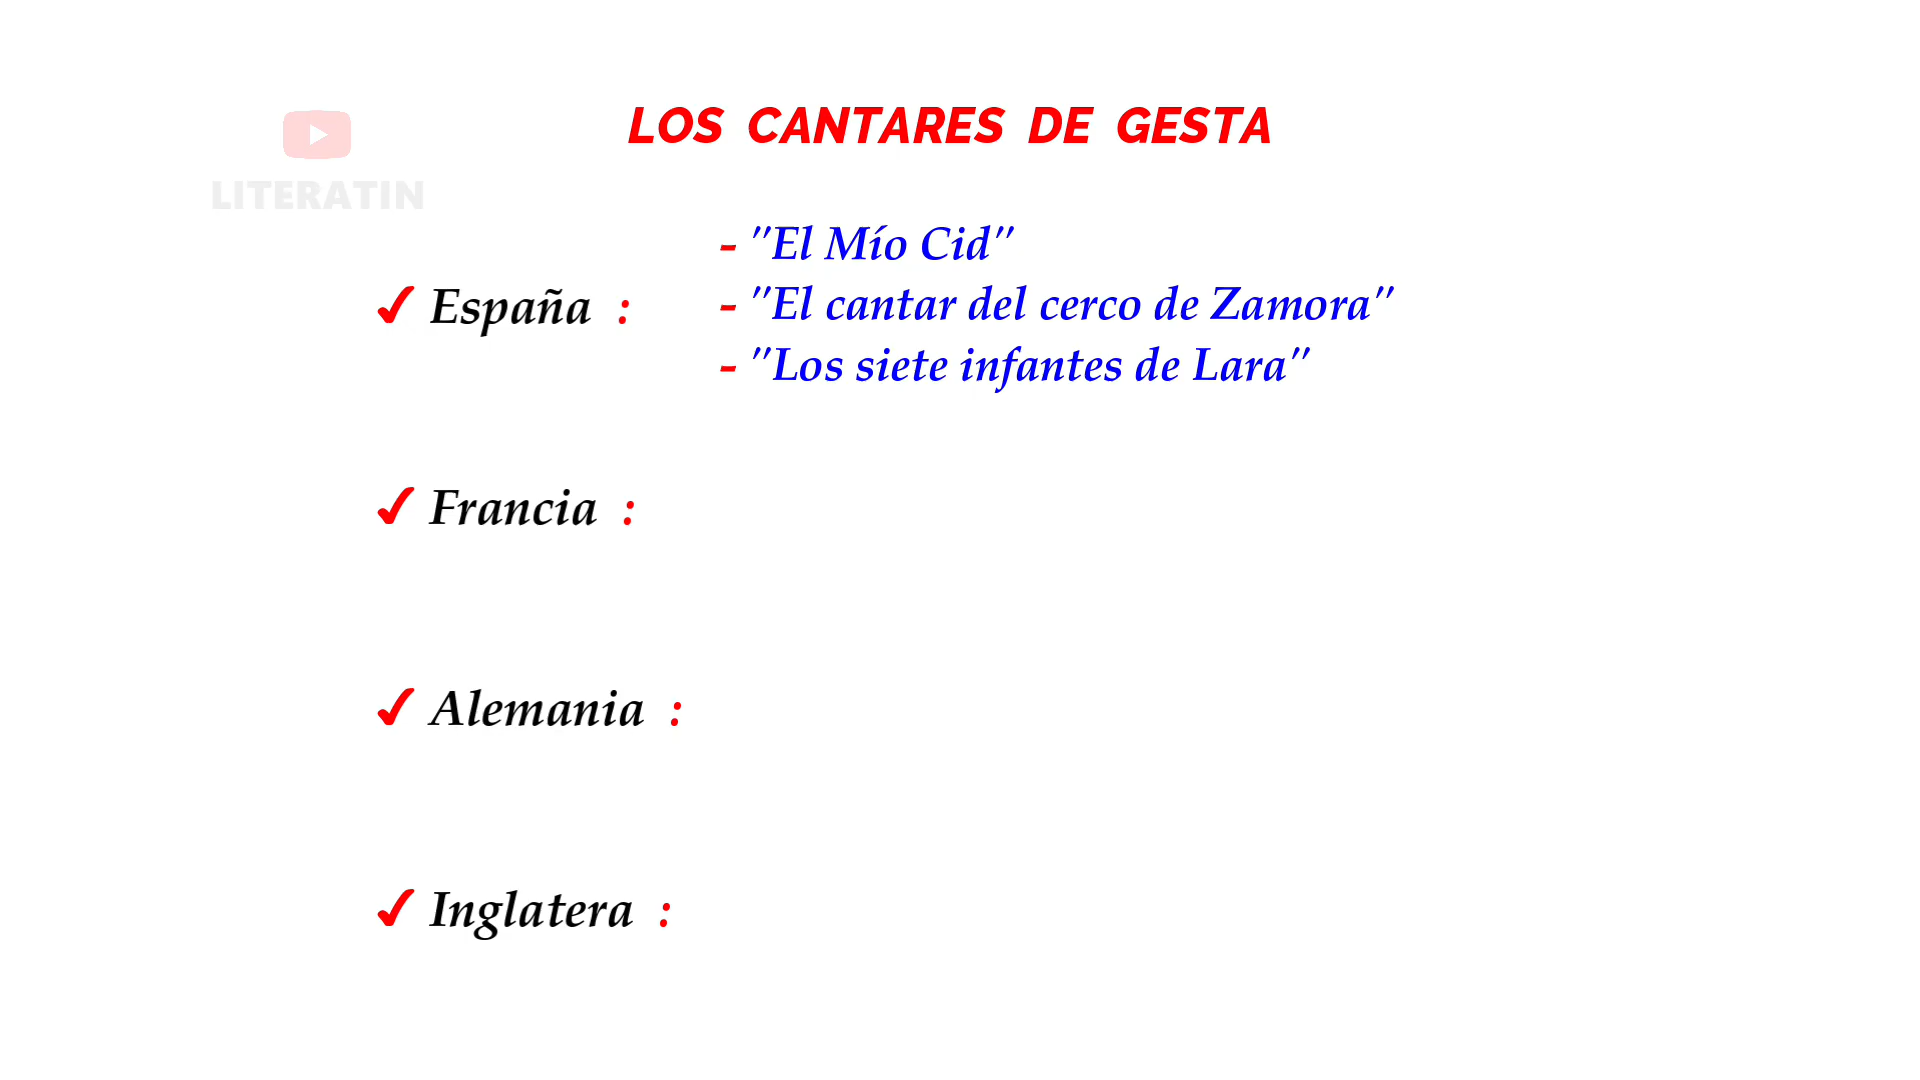 LOS CANTARES DE GESTA
LITERATIN
✔ España :
- "El Mío Cid"
- "El cantar del cerco de Zamora"
- "Los siete infantes de Lara"
✔ Francia :
✔ Alemania :
✔ Inglatera :